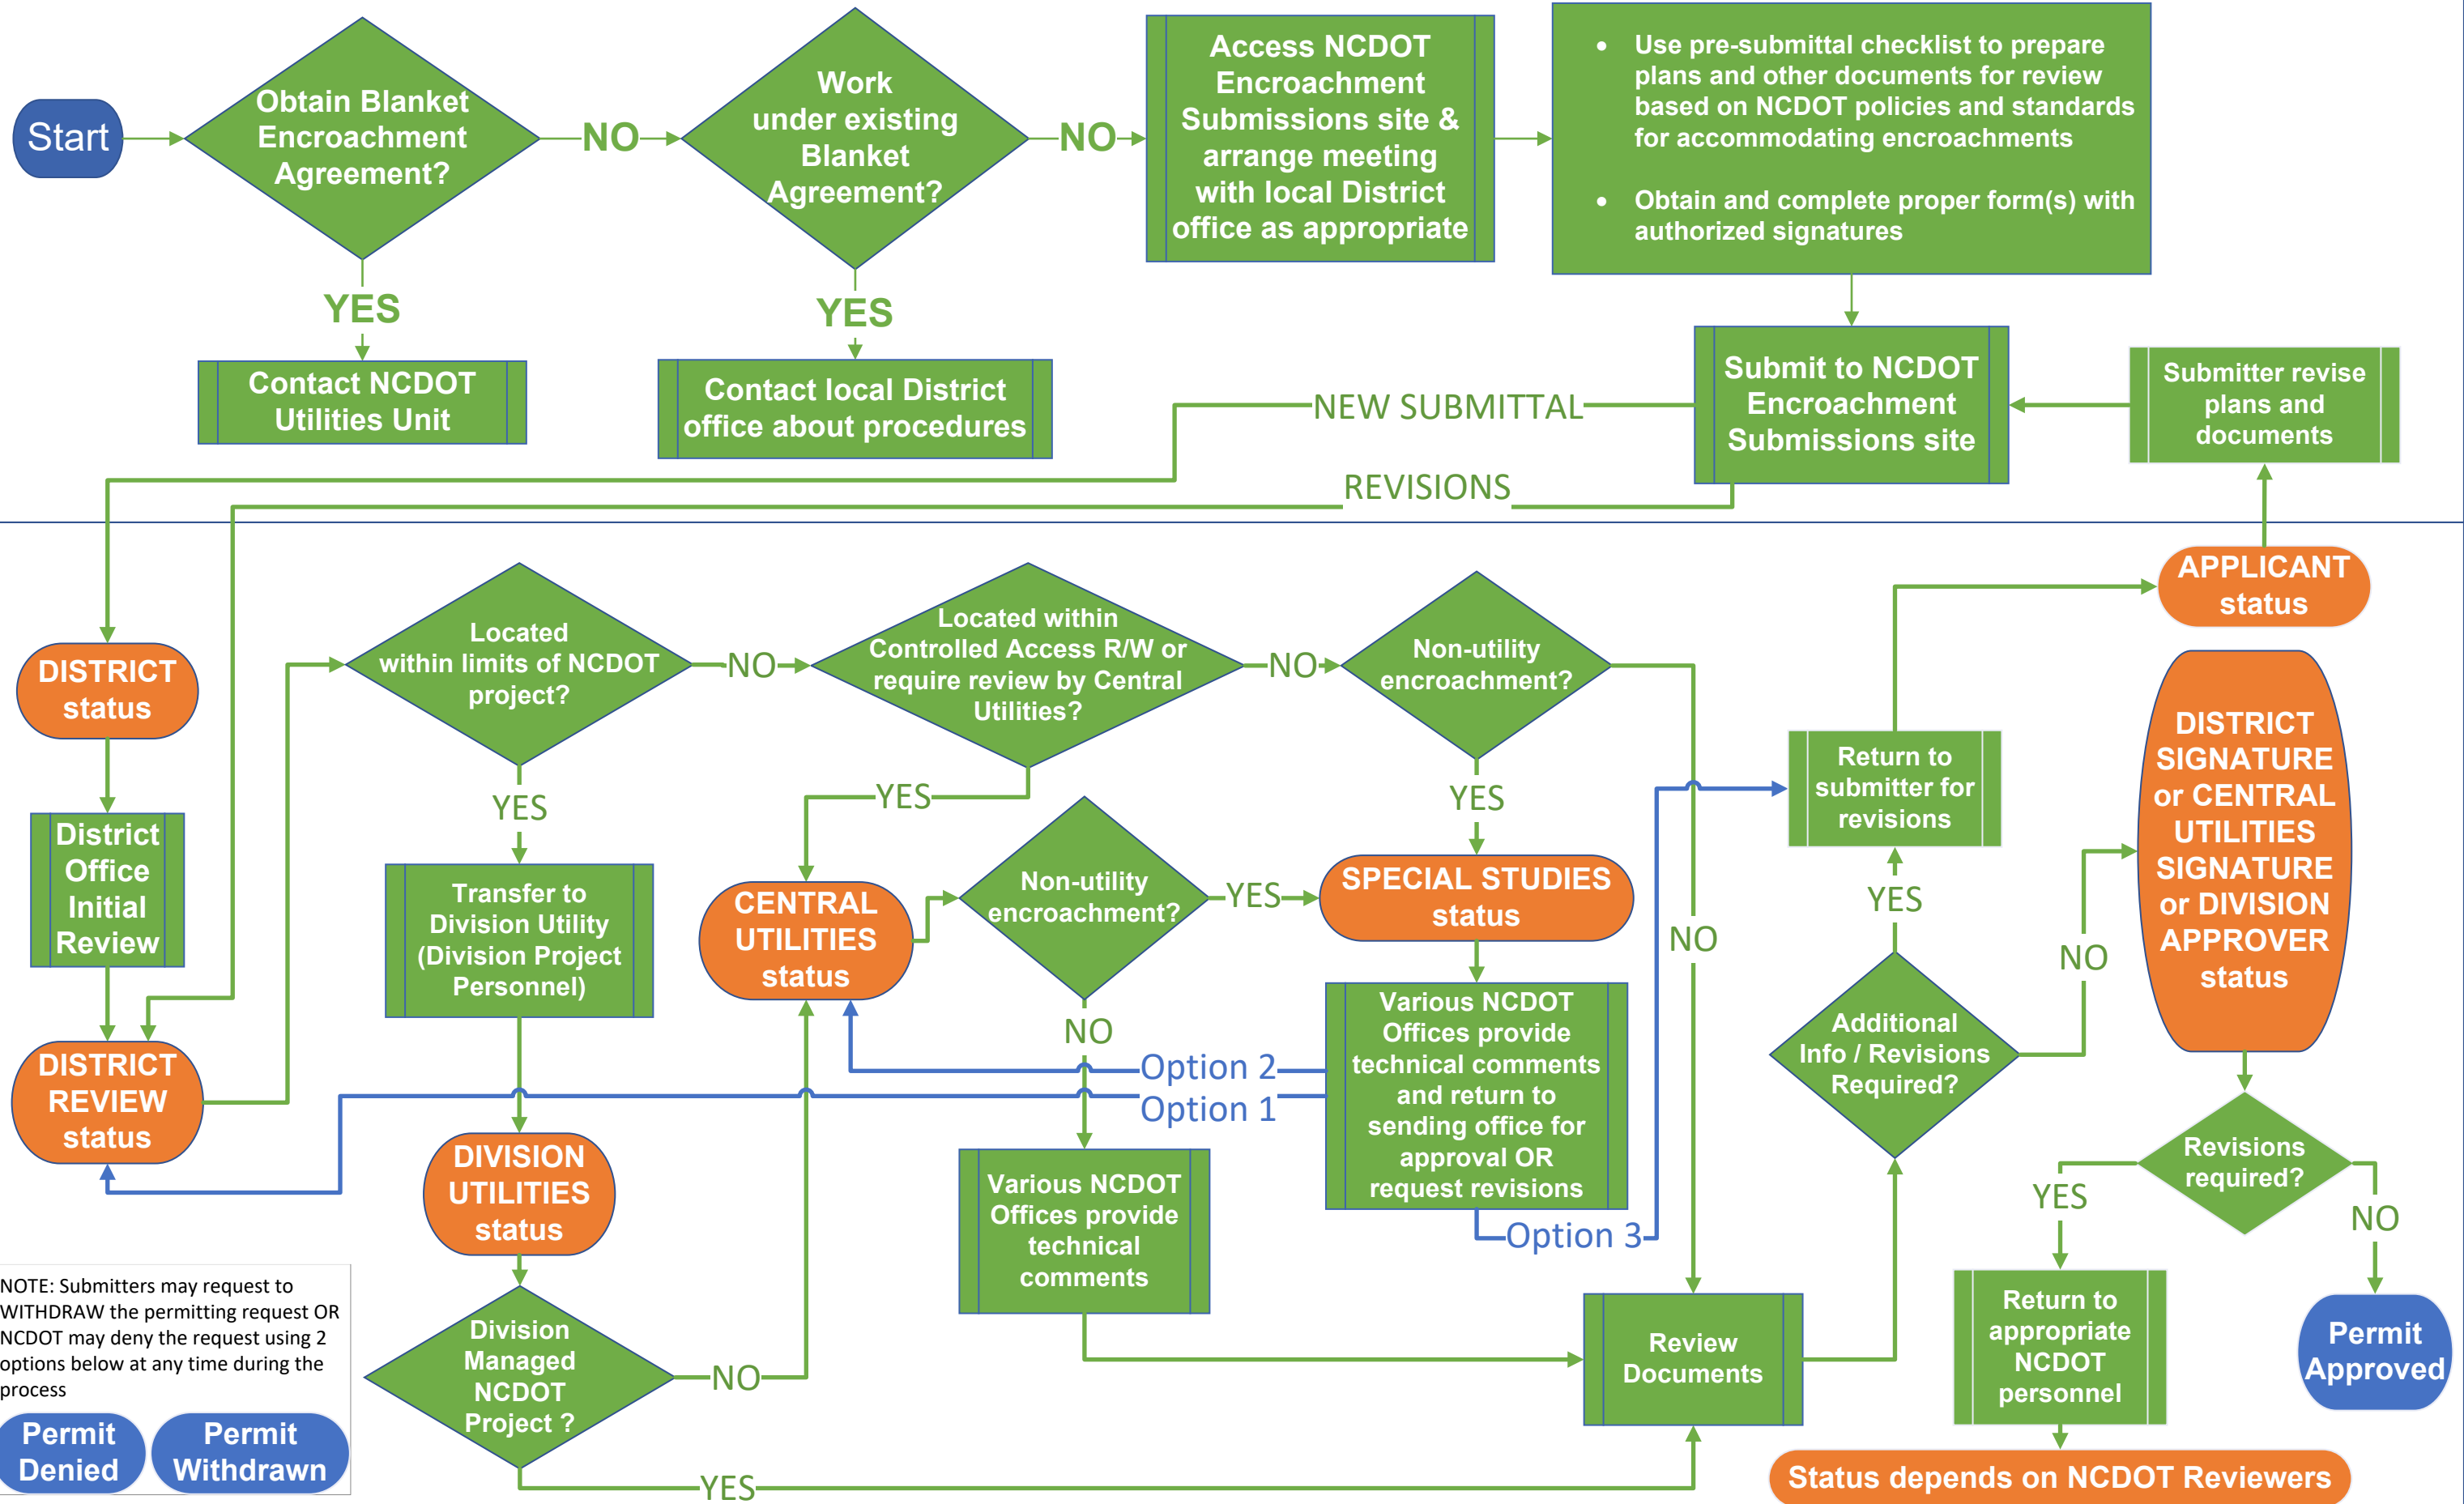 Start
Obtain Blanket
Encroachment
Agreement?
NO
Work
under existing
Blanket
Agreement?
NO
Access NCDOT
Encroachment
Submissions site &
arrange meeting
with local District
office as appropriate
• Use pre-submittal checklist to prepare
plans and other documents for review
based on NCDOT policies and standards
for accommodating encroachments
• Obtain and complete proper form(s) with
authorized signatures
YES
YES
Contact NCDOT
Utilities Unit
Contact local District
office about procedures
Submit to NCDOT
Encroachment
Submissions site
Submitter revise
plans and
documents
NEW SUBMITTAL
REVISIONS
APPLICANT
status
DISTRICT
status
District
Office
Initial
Review
DISTRICT
REVIEW
status
Located
within limits of NCDOT
project?
NO
Located within
Controlled Access R/W or
require review by Central
Utilities?
NO
Non-utility
encroachment?
YES
YES
YES
NO
Transfer to
Division Utility
(Division Project
Personnel)
CENTRAL
UTILITIES
status
Non-utility
encroachment?
YES
SPECIAL STUDIES
status
NO
Various NCDOT
Offices provide
technical comments
and return to
sending office for
approval OR
request revisions
Option 2
Option 1
Option 3
DIVISION
UTILITIES
status
Various NCDOT
Offices provide
technical
comments
Division
Managed
NCDOT
Project ?
NO
YES
Review
Documents
Return to
submitter for
revisions
YES
Additional
Info / Revisions
Required?
NO
DISTRICT
SIGNATURE
or CENTRAL
UTILITIES
SIGNATURE
or DIVISION
APPROVER
status
Revisions
required?
YES
NO
Return to
appropriate
NCDOT
personnel
Permit
Approved
Status depends on NCDOT Reviewers
NOTE: Submitters may request to
WITHDRAW the permitting request OR
NCDOT may deny the request using 2
options below at any time during the
process
Permit
Denied
Permit
Withdrawn